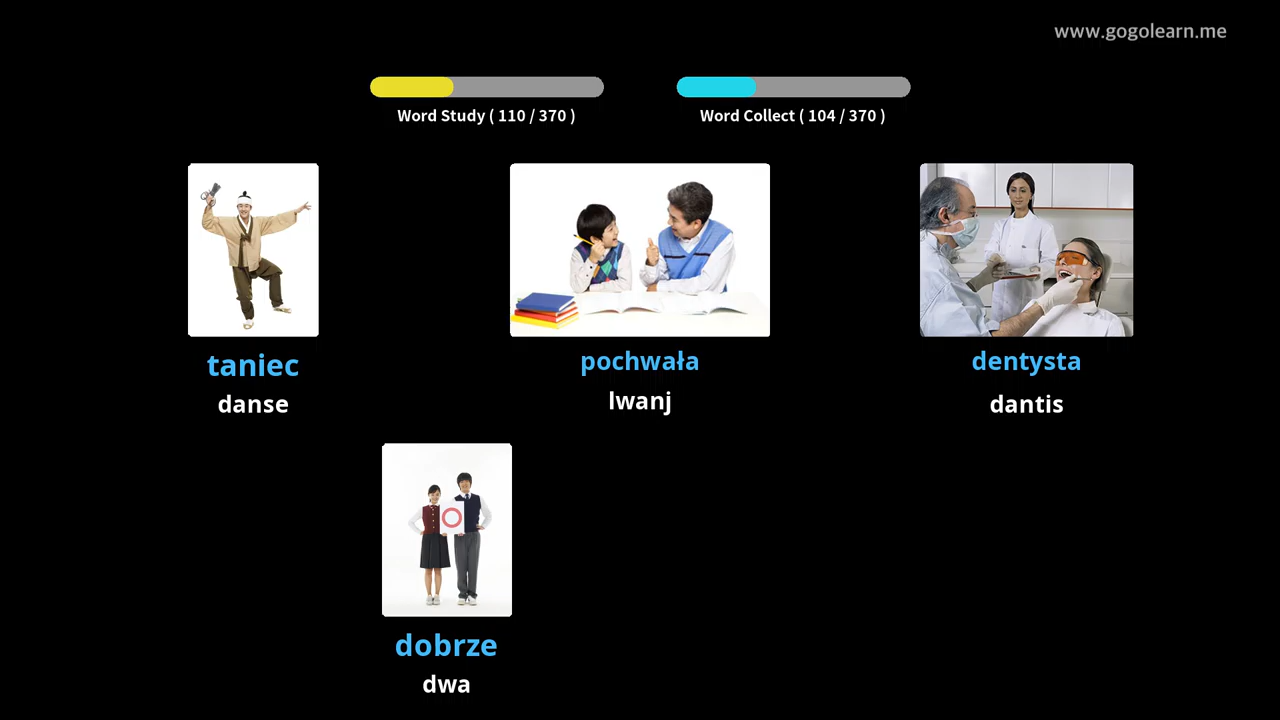 www.gogolearn.me
Word Study ( 110 / 370 )
Word Collect ( 104 / 370 )
taniec
danse
pochwała
lwanj
dentysta
dantis
dobrze
dwa